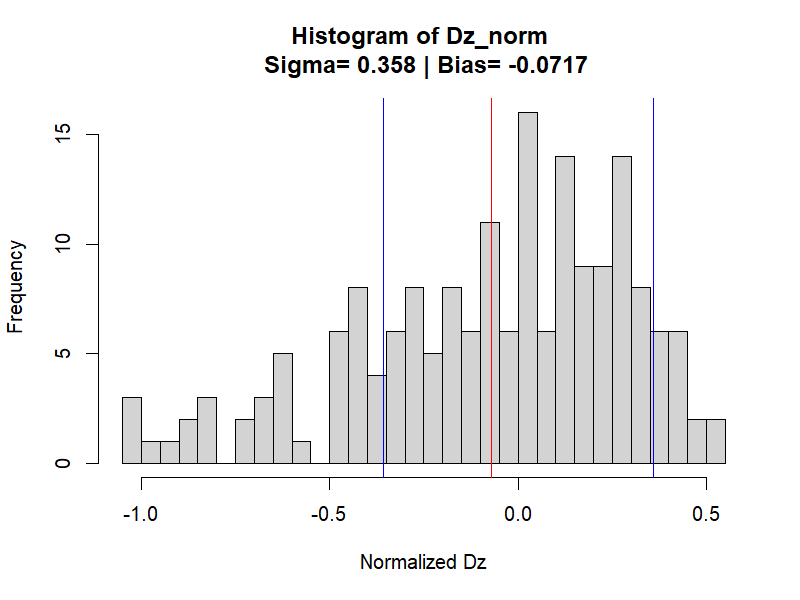 Histogram of Dz_norm
Sigma= 0.358 | Bias= -0.0717
Frequency
15
10
5
0
-1.0 -0.5 0.0 0.5
Normalized Dz